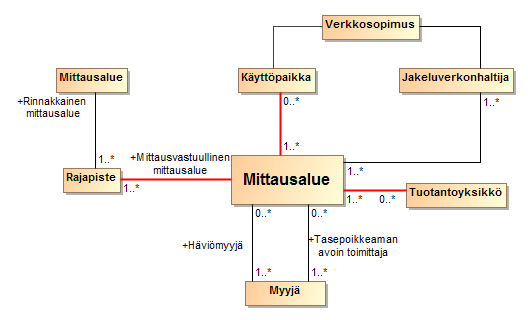 Verkkosopimus
Mittausalue
Käyttöpaikka
Jakeluverkonhaltija
+Rinnakkainen
mittausalue
0..*
1..*
1..*
1..*
+Mittausvastuullinen
mittausalue
Rajapiste
1..*
Mittausalue
1..*
1..*
0..*
Tuotantoyksikkö
0..*
0..*
+Häviömyyjä
+Tasepoikkeaman
avoin toimittaja
1..*
1..*
Myyjä